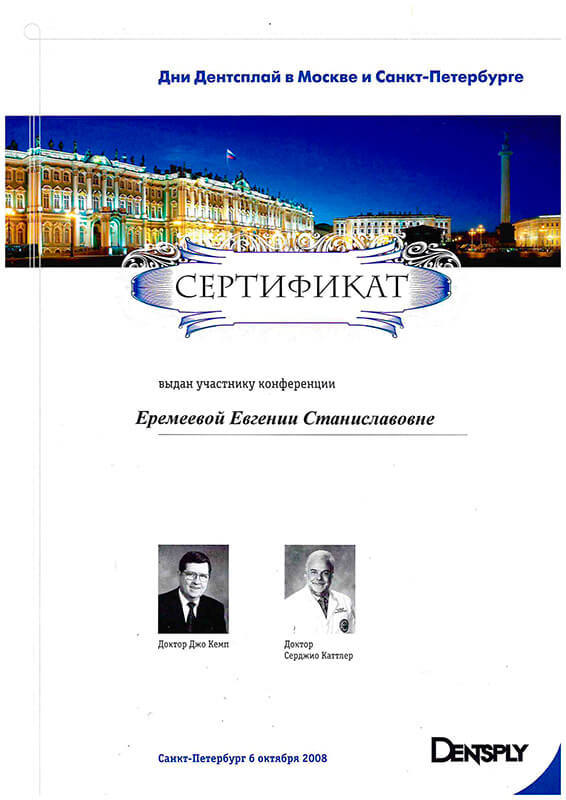 Дни Дентсплай в Москве и Санкт-Петербурге
СЕРТИФИКАТ
выдан участнику конференции
Еремеевой Евгении Станиславовне
Доктор Джо Кемп
Доктор
Серджио Каттлер
Санкт-Петербург 6 октября 2008
DENTSPLY